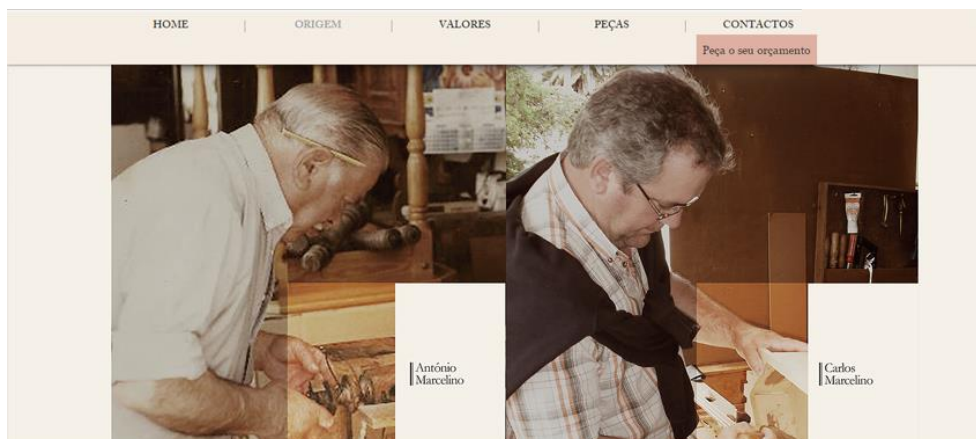 HOME | ORIGEM | VALORES | PEÇAS | CONTACTOS
Peça o seu orçamento
António
Marcelino
Carlos
Marcelino